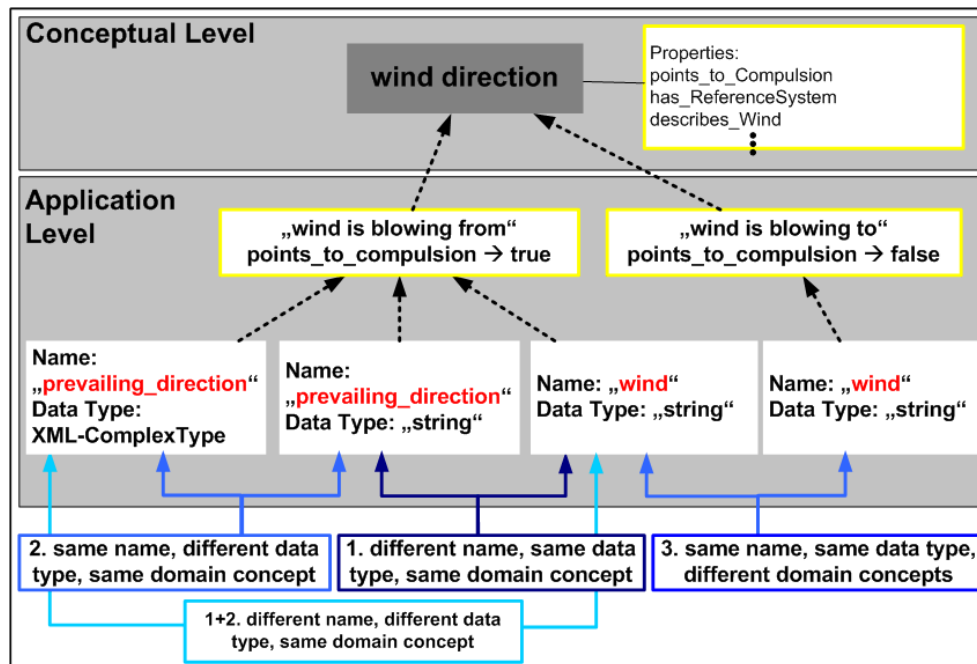 Conceptual Level
wind direction
Properties:
points_to_Compulsion
has_ReferenceSystem
describes_Wind
Application
Level
„wind is blowing from“
points_to_compulsion → true
„wind is blowing to“
points_to_compulsion → false
Name:
„prevailing_direction“
Data Type:
XML-ComplexType
Name:
„prevailing_direction“
Data Type: „string“
Name: „wind“
Data Type: „string“
Name: „wind“
Data Type: „string“
2. same name, different data
type, same domain concept
1. different name, same data
type, same domain concept
3. same name, same data type,
different domain concepts
1+2. different name, different data
type, same domain concept